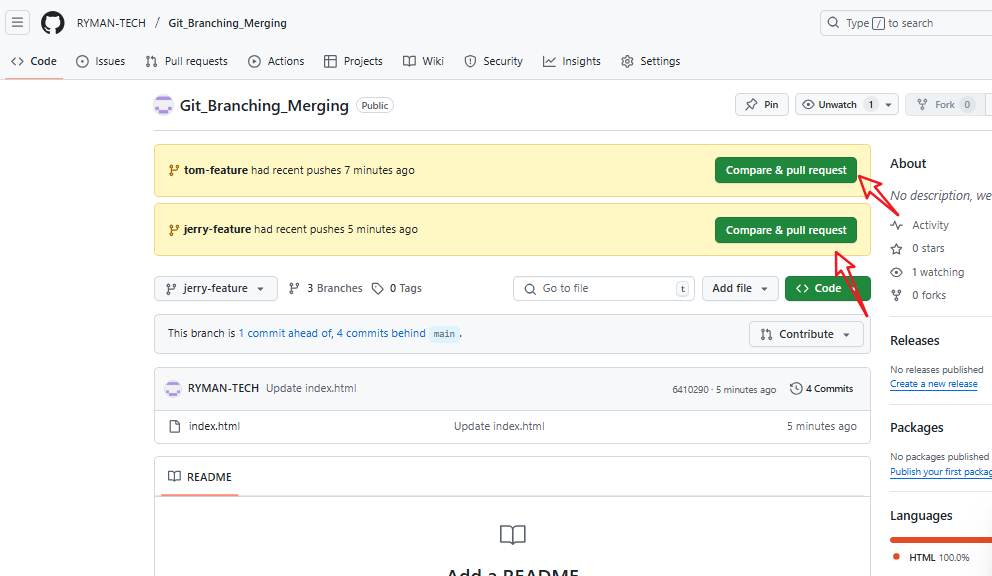 RYMAN-TECH / Git_Branching_Merging
Type / to search
Code Issues Pull requests Actions Projects Wiki Security Insights Settings
Git_Branching_Merging Public
Pin Unwatch 1 Fork 0
tom-feature had recent pushes 7 minutes ago
Compare & pull request
jerry-feature had recent pushes 5 minutes ago
Compare & pull request
jerry-feature 3 Branches 0 Tags
Go to file t Add file Code
This branch is 1 commit ahead of, 4 commits behind main .
Contribute
RYMAN-TECH Update index.html 6410290 · 5 minutes ago 4 Commits
index.html Update index.html 5 minutes ago
README
Add a README
About
No description, we
Activity
0 stars
1 watching
0 forks
Releases
No releases published
Create a new release
Packages
No packages published
Publish your first packag
Languages
HTML 100.0%